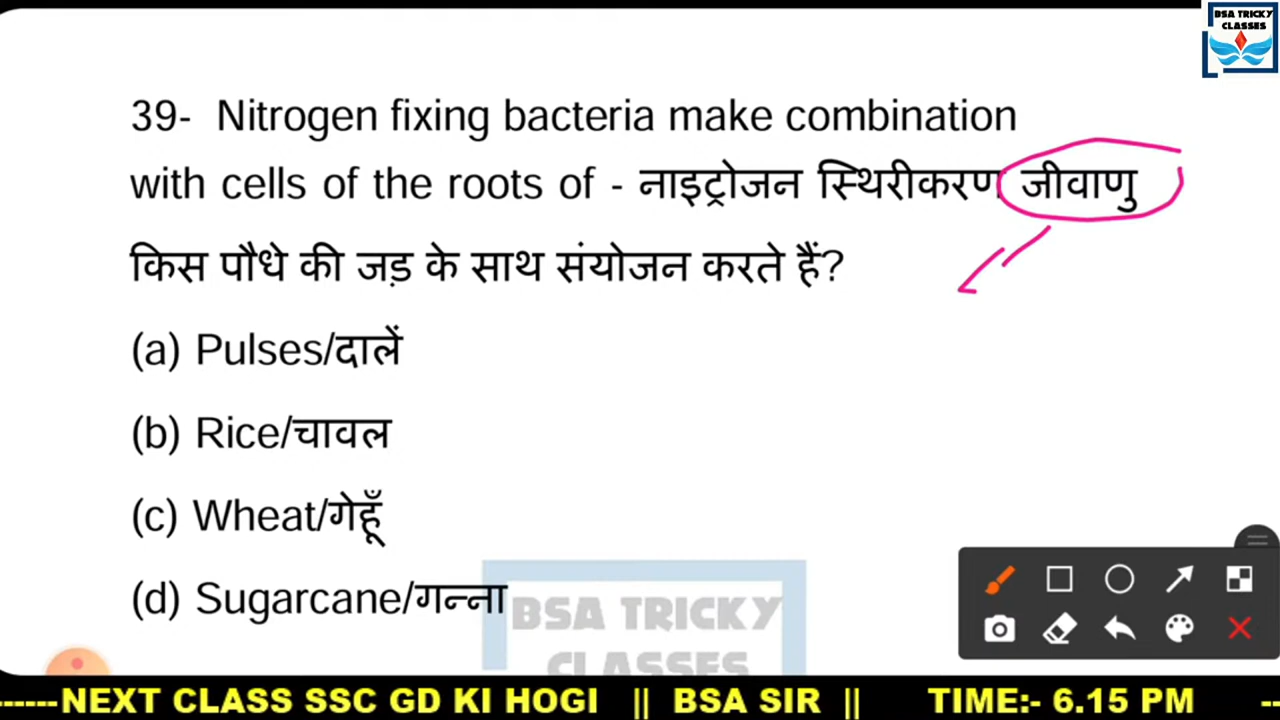 BSA TRICKY
CLASSES
39- Nitrogen fixing bacteria make combination
with cells of the roots of - नाइट्रोजन स्थिरीकरण जीवाणु
किस पौधे की जड़ के साथ संयोजन करते हैं?
(a) Pulses/दालें
(b) Rice/चावल
(c) Wheat/गेहूँ
(d) Sugarcane/गन्ना
BSA TRICKY
CLASSES
------NEXT CLASS SSC GD KI HOGI || BSA SIR || TIME:- 6.15 PM --